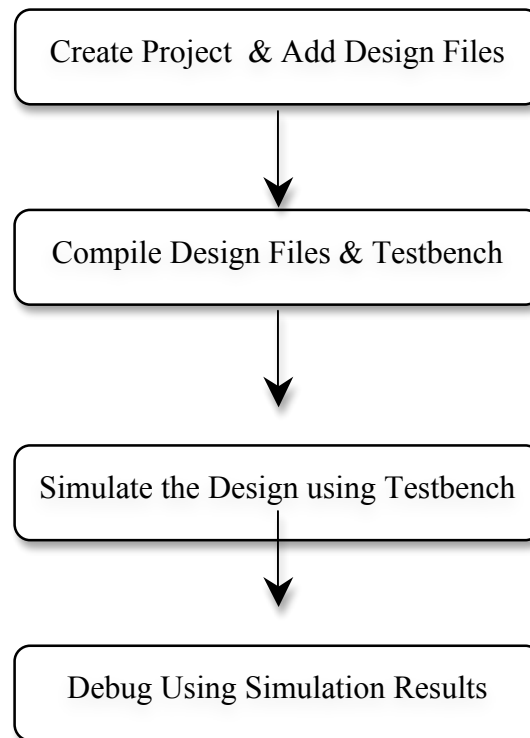 Create Project & Add Design Files
Compile Design Files & Testbench
Simulate the Design using Testbench
Debug Using Simulation Results